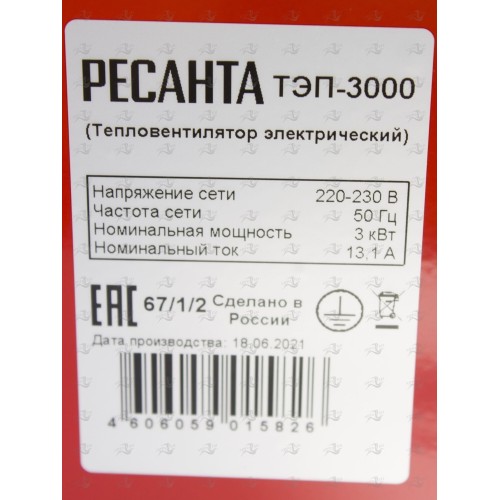 РЕСАНТА ТЭП-3000
(Тепловентилятор электрический)
Напряжение сети 220-230 В
Частота сети 50 Гц
Номинальная мощность 3 кВт
Номинальный ток 13,1 А
EAC 67/1/2 Сделано в
России
Дата производства: 18.06.2021
4 606059 015826